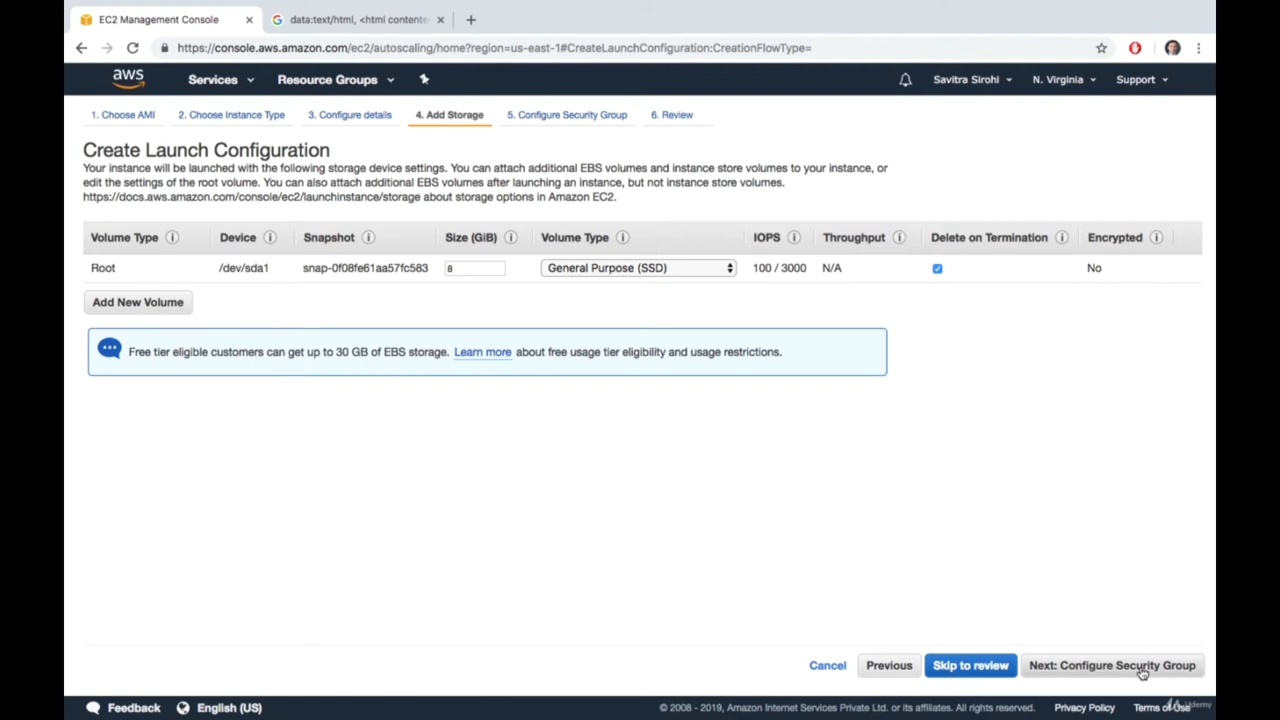 EC2 Management Console
data:text/html, <html contente
https://console.aws.amazon.com/ec2/autoscaling/home?region=us-east-1#CreateLaunchConfiguration:CreationFlowType=
aws Services Resource Groups Savitra Sirohi N. Virginia Support
1. Choose AMI 2. Choose Instance Type 3. Configure details 4. Add Storage 5. Configure Security Group 6. Review
Create Launch Configuration
Your instance will be launched with the following storage device settings. You can attach additional EBS volumes and instance store volumes to your instance, or
edit the settings of the root volume. You can also attach additional EBS volumes after launching an instance, but not instance store volumes.
https://docs.aws.amazon.com/console/ec2/launchinstance/storage about storage options in Amazon EC2.
Volume Type Device Snapshot Size (GiB) Volume Type IOPS Throughput Delete on Termination Encrypted
Root /dev/sda1 snap-0f08fe61aa57fc583 8 General Purpose (SSD) 100 / 3000 N/A No
Add New Volume
Free tier eligible customers can get up to 30 GB of EBS storage. Learn more about free usage tier eligibility and usage restrictions.
Cancel Previous Skip to review Next: Configure Security Group
Feedback English (US) © 2008 - 2019, Amazon Internet Services Private Ltd. or its affiliates. All rights reserved. Privacy Policy Terms of Use
Udemy